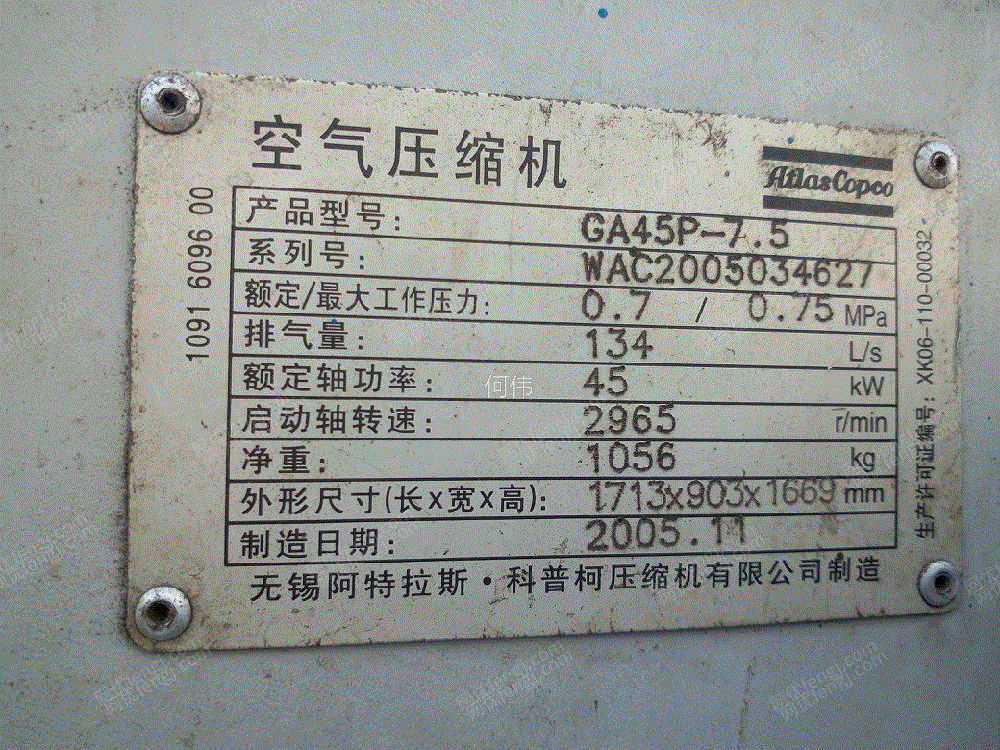 空气压缩机
AtlasCopco
1091 6096 00
产品型号: GA45P-7.5
系列号: WAC2005034627
额定/最大工作压力: 0.7 / 0.75 MPa
排气量: 134 L/s
额定轴功率: 45 kW
何伟
启动轴转速: 2965 r/min
净重: 1056 kg
外形尺寸(长x宽x高): 1713x903x1669 mm
制造日期: 2005.11
无锡阿特拉斯·科普柯压缩机有限公司制造
生产许可证编号: XK06-110-00032